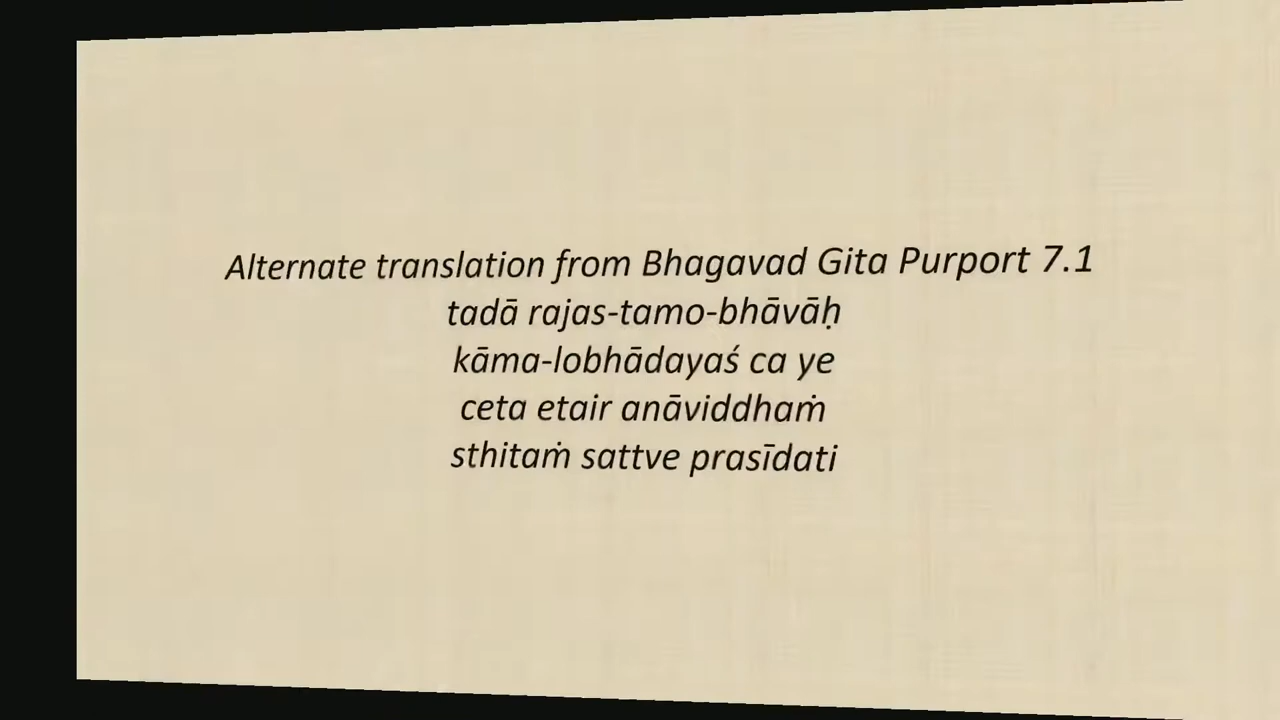 Alternate translation from Bhagavad Gita Purport 7.1
tadā rajas-tamo-bhāvāḥ
kāma-lobhādayaś ca ye
ceta etair anāviddhaṁ
sthitaṁ sattve prasīdati